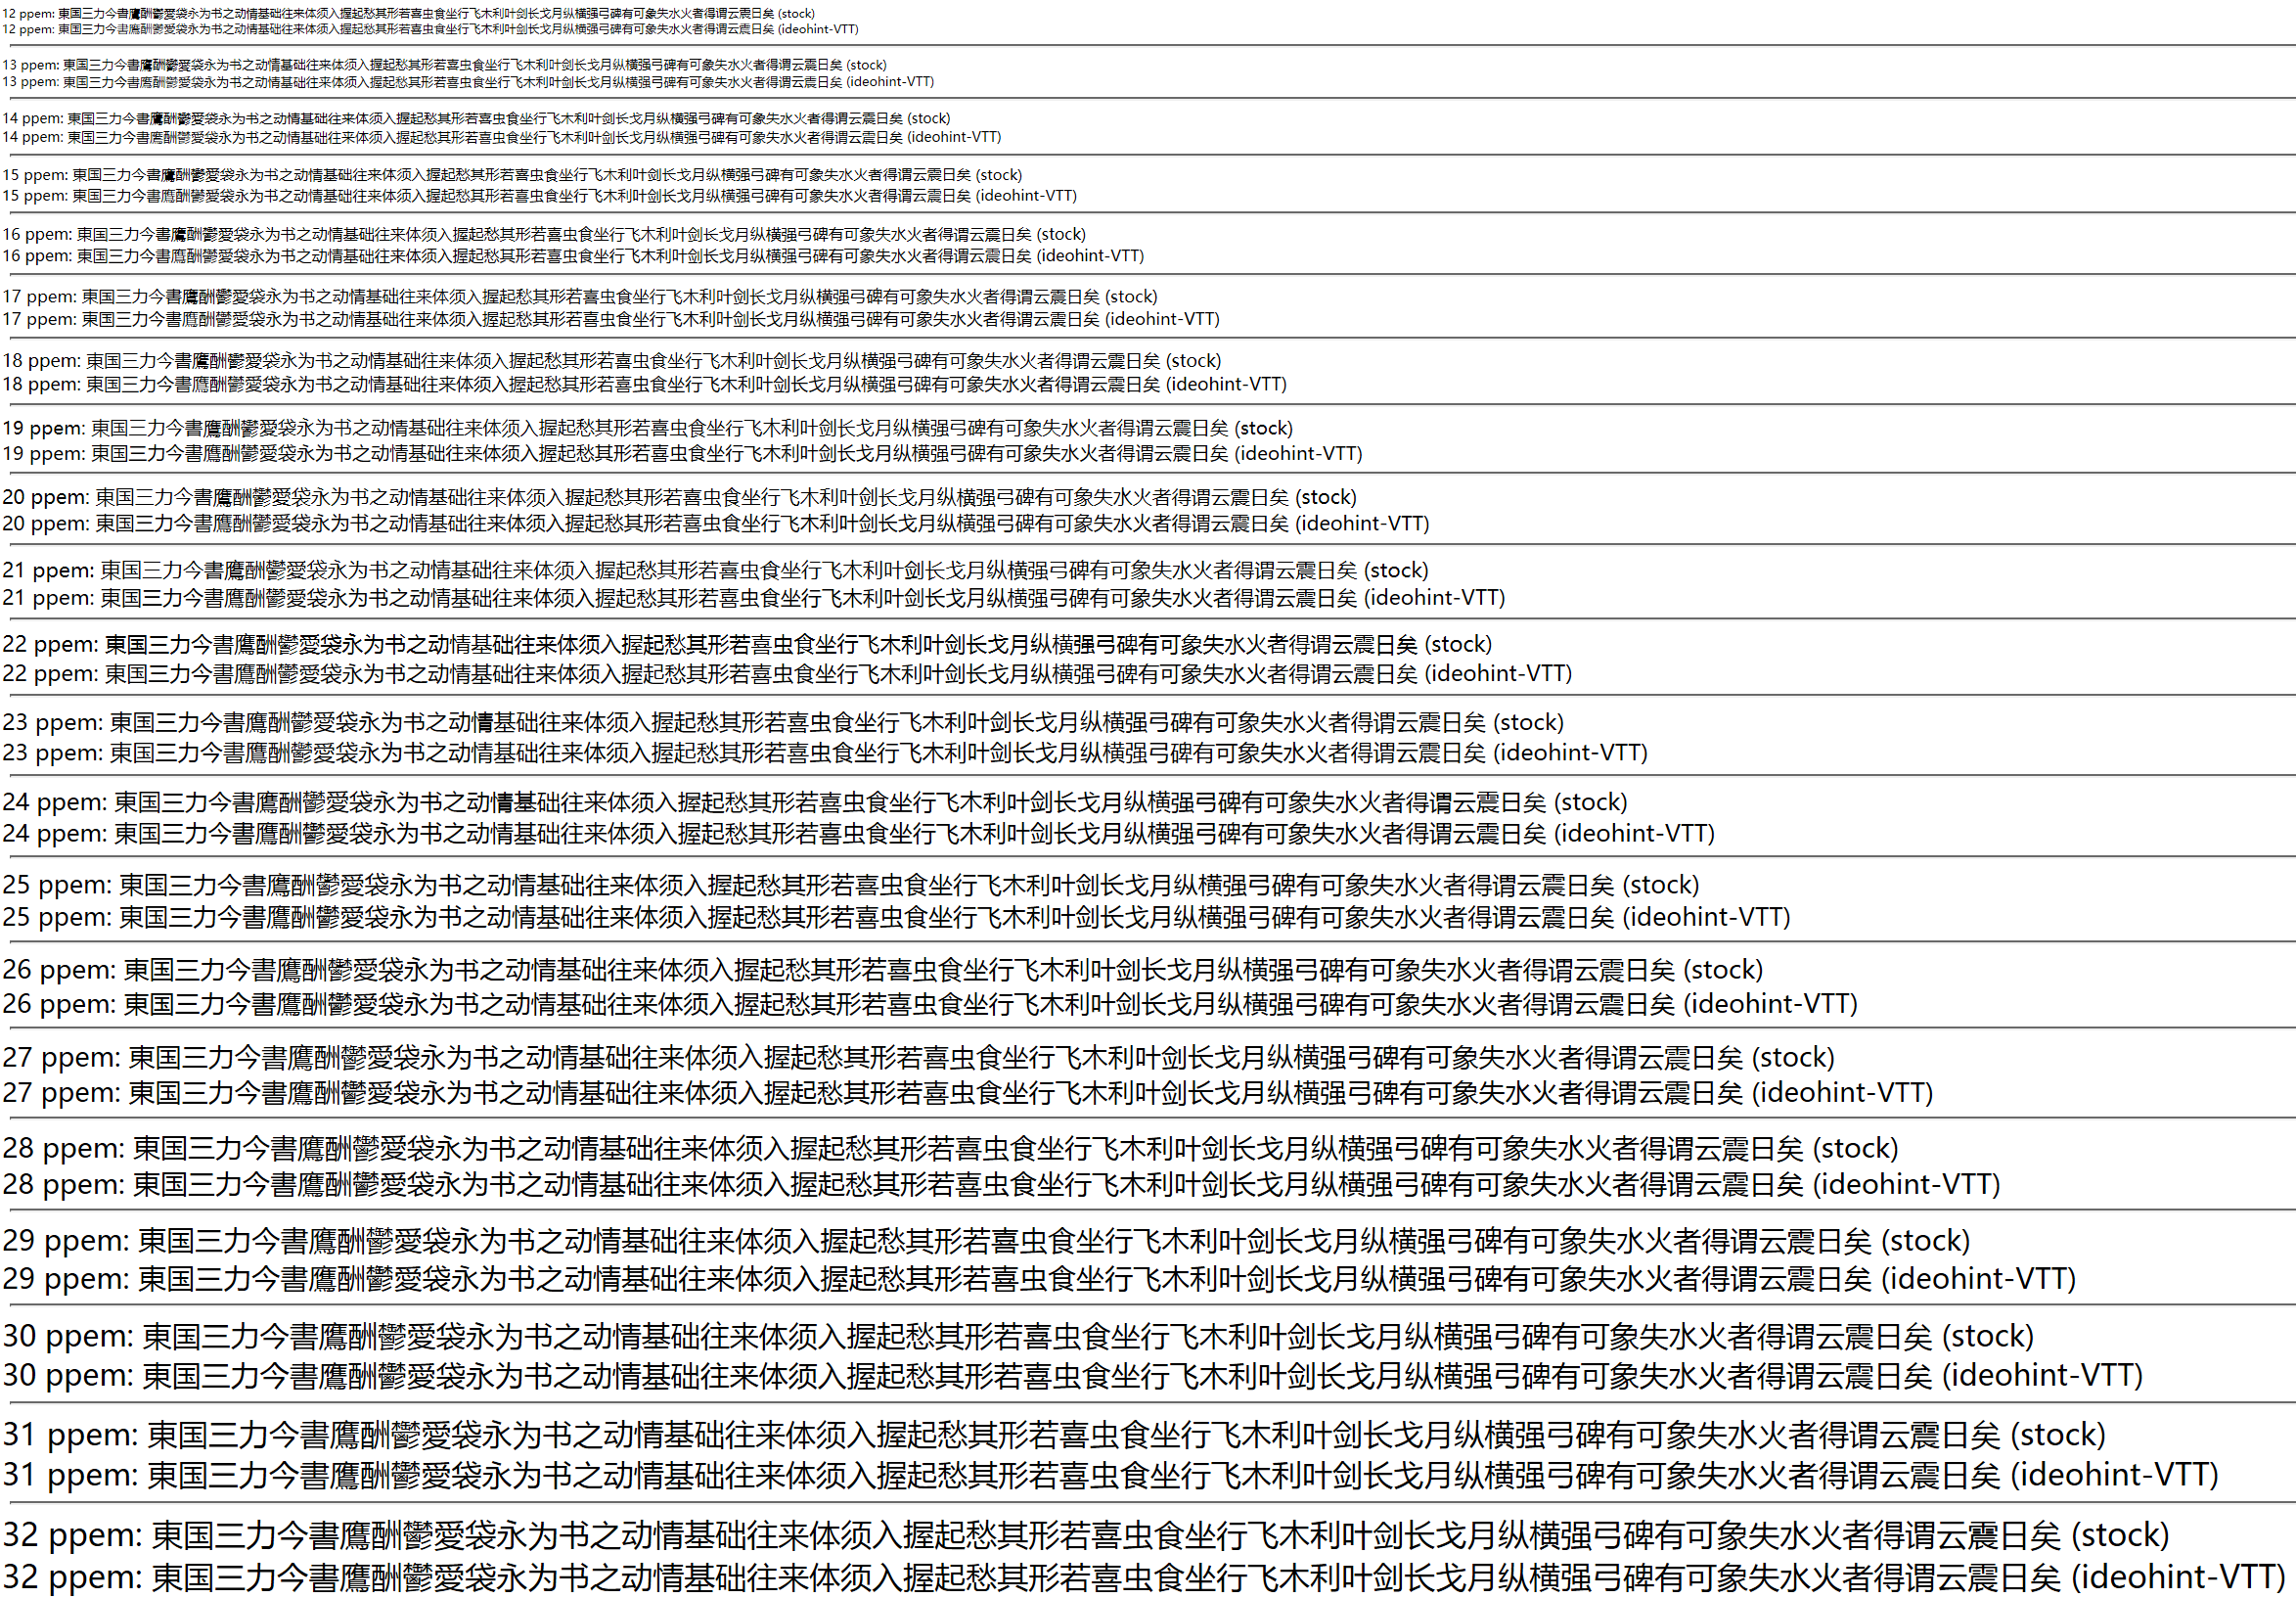 12 ppem: 東国三力今書鷹酬鬱愛袋永为书之动情基础往来体须入握起愁其形若喜虫食坐行飞木利叶剑长戈月纵横强弓碑有可象失水火者得谓云震日矣 (stock)
12 ppem: 東国三力今書鷹酬鬱愛袋永为书之动情基础往来体须入握起愁其形若喜虫食坐行飞木利叶剑长戈月纵横强弓碑有可象失水火者得谓云震日矣 (ideohint-VTT)
13 ppem: 東国三力今書鷹酬鬱愛袋永为书之动情基础往来体须入握起愁其形若喜虫食坐行飞木利叶剑长戈月纵横强弓碑有可象失水火者得谓云震日矣 (stock)
13 ppem: 東国三力今書鷹酬鬱愛袋永为书之动情基础往来体须入握起愁其形若喜虫食坐行飞木利叶剑长戈月纵横强弓碑有可象失水火者得谓云震日矣 (ideohint-VTT)
14 ppem: 東国三力今書鷹酬鬱愛袋永为书之动情基础往来体须入握起愁其形若喜虫食坐行飞木利叶剑长戈月纵横强弓碑有可象失水火者得谓云震日矣 (stock)
14 ppem: 東国三力今書鷹酬鬱愛袋永为书之动情基础往来体须入握起愁其形若喜虫食坐行飞木利叶剑长戈月纵横强弓碑有可象失水火者得谓云震日矣 (ideohint-VTT)
15 ppem: 東国三力今書鷹酬鬱愛袋永为书之动情基础往来体须入握起愁其形若喜虫食坐行飞木利叶剑长戈月纵横强弓碑有可象失水火者得谓云震日矣 (stock)
15 ppem: 東国三力今書鷹酬鬱愛袋永为书之动情基础往来体须入握起愁其形若喜虫食坐行飞木利叶剑长戈月纵横强弓碑有可象失水火者得谓云震日矣 (ideohint-VTT)
16 ppem: 東国三力今書鷹酬鬱愛袋永为书之动情基础往来体须入握起愁其形若喜虫食坐行飞木利叶剑长戈月纵横强弓碑有可象失水火者得谓云震日矣 (stock)
16 ppem: 東国三力今書鷹酬鬱愛袋永为书之动情基础往来体须入握起愁其形若喜虫食坐行飞木利叶剑长戈月纵横强弓碑有可象失水火者得谓云震日矣 (ideohint-VTT)
17 ppem: 東国三力今書鷹酬鬱愛袋永为书之动情基础往来体须入握起愁其形若喜虫食坐行飞木利叶剑长戈月纵横强弓碑有可象失水火者得谓云震日矣 (stock)
17 ppem: 東国三力今書鷹酬鬱愛袋永为书之动情基础往来体须入握起愁其形若喜虫食坐行飞木利叶剑长戈月纵横强弓碑有可象失水火者得谓云震日矣 (ideohint-VTT)
18 ppem: 東国三力今書鷹酬鬱愛袋永为书之动情基础往来体须入握起愁其形若喜虫食坐行飞木利叶剑长戈月纵横强弓碑有可象失水火者得谓云震日矣 (stock)
18 ppem: 東国三力今書鷹酬鬱愛袋永为书之动情基础往来体须入握起愁其形若喜虫食坐行飞木利叶剑长戈月纵横强弓碑有可象失水火者得谓云震日矣 (ideohint-VTT)
19 ppem: 東国三力今書鷹酬鬱愛袋永为书之动情基础往来体须入握起愁其形若喜虫食坐行飞木利叶剑长戈月纵横强弓碑有可象失水火者得谓云震日矣 (stock)
19 ppem: 東国三力今書鷹酬鬱愛袋永为书之动情基础往来体须入握起愁其形若喜虫食坐行飞木利叶剑长戈月纵横强弓碑有可象失水火者得谓云震日矣 (ideohint-VTT)
20 ppem: 東国三力今書鷹酬鬱愛袋永为书之动情基础往来体须入握起愁其形若喜虫食坐行飞木利叶剑长戈月纵横强弓碑有可象失水火者得谓云震日矣 (stock)
20 ppem: 東国三力今書鷹酬鬱愛袋永为书之动情基础往来体须入握起愁其形若喜虫食坐行飞木利叶剑长戈月纵横强弓碑有可象失水火者得谓云震日矣 (ideohint-VTT)
21 ppem: 東国三力今書鷹酬鬱愛袋永为书之动情基础往来体须入握起愁其形若喜虫食坐行飞木利叶剑长戈月纵横强弓碑有可象失水火者得谓云震日矣 (stock)
21 ppem: 東国三力今書鷹酬鬱愛袋永为书之动情基础往来体须入握起愁其形若喜虫食坐行飞木利叶剑长戈月纵横强弓碑有可象失水火者得谓云震日矣 (ideohint-VTT)
22 ppem: 東国三力今書鷹酬鬱愛袋永为书之动情基础往来体须入握起愁其形若喜虫食坐行飞木利叶剑长戈月纵横强弓碑有可象失水火者得谓云震日矣 (stock)
22 ppem: 東国三力今書鷹酬鬱愛袋永为书之动情基础往来体须入握起愁其形若喜虫食坐行飞木利叶剑长戈月纵横强弓碑有可象失水火者得谓云震日矣 (ideohint-VTT)
23 ppem: 東国三力今書鷹酬鬱愛袋永为书之动情基础往来体须入握起愁其形若喜虫食坐行飞木利叶剑长戈月纵横强弓碑有可象失水火者得谓云震日矣 (stock)
23 ppem: 東国三力今書鷹酬鬱愛袋永为书之动情基础往来体须入握起愁其形若喜虫食坐行飞木利叶剑长戈月纵横强弓碑有可象失水火者得谓云震日矣 (ideohint-VTT)
24 ppem: 東国三力今書鷹酬鬱愛袋永为书之动情基础往来体须入握起愁其形若喜虫食坐行飞木利叶剑长戈月纵横强弓碑有可象失水火者得谓云震日矣 (stock)
24 ppem: 東国三力今書鷹酬鬱愛袋永为书之动情基础往来体须入握起愁其形若喜虫食坐行飞木利叶剑长戈月纵横强弓碑有可象失水火者得谓云震日矣 (ideohint-VTT)
25 ppem: 東国三力今書鷹酬鬱愛袋永为书之动情基础往来体须入握起愁其形若喜虫食坐行飞木利叶剑长戈月纵横强弓碑有可象失水火者得谓云震日矣 (stock)
25 ppem: 東国三力今書鷹酬鬱愛袋永为书之动情基础往来体须入握起愁其形若喜虫食坐行飞木利叶剑长戈月纵横强弓碑有可象失水火者得谓云震日矣 (ideohint-VTT)
26 ppem: 東国三力今書鷹酬鬱愛袋永为书之动情基础往来体须入握起愁其形若喜虫食坐行飞木利叶剑长戈月纵横强弓碑有可象失水火者得谓云震日矣 (stock)
26 ppem: 東国三力今書鷹酬鬱愛袋永为书之动情基础往来体须入握起愁其形若喜虫食坐行飞木利叶剑长戈月纵横强弓碑有可象失水火者得谓云震日矣 (ideohint-VTT)
27 ppem: 東国三力今書鷹酬鬱愛袋永为书之动情基础往来体须入握起愁其形若喜虫食坐行飞木利叶剑长戈月纵横强弓碑有可象失水火者得谓云震日矣 (stock)
27 ppem: 東国三力今書鷹酬鬱愛袋永为书之动情基础往来体须入握起愁其形若喜虫食坐行飞木利叶剑长戈月纵横强弓碑有可象失水火者得谓云震日矣 (ideohint-VTT)
28 ppem: 東国三力今書鷹酬鬱愛袋永为书之动情基础往来体须入握起愁其形若喜虫食坐行飞木利叶剑长戈月纵横强弓碑有可象失水火者得谓云震日矣 (stock)
28 ppem: 東国三力今書鷹酬鬱愛袋永为书之动情基础往来体须入握起愁其形若喜虫食坐行飞木利叶剑长戈月纵横强弓碑有可象失水火者得谓云震日矣 (ideohint-VTT)
29 ppem: 東国三力今書鷹酬鬱愛袋永为书之动情基础往来体须入握起愁其形若喜虫食坐行飞木利叶剑长戈月纵横强弓碑有可象失水火者得谓云震日矣 (stock)
29 ppem: 東国三力今書鷹酬鬱愛袋永为书之动情基础往来体须入握起愁其形若喜虫食坐行飞木利叶剑长戈月纵横强弓碑有可象失水火者得谓云震日矣 (ideohint-VTT)
30 ppem: 東国三力今書鷹酬鬱愛袋永为书之动情基础往来体须入握起愁其形若喜虫食坐行飞木利叶剑长戈月纵横强弓碑有可象失水火者得谓云震日矣 (stock)
30 ppem: 東国三力今書鷹酬鬱愛袋永为书之动情基础往来体须入握起愁其形若喜虫食坐行飞木利叶剑长戈月纵横强弓碑有可象失水火者得谓云震日矣 (ideohint-VTT)
31 ppem: 東国三力今書鷹酬鬱愛袋永为书之动情基础往来体须入握起愁其形若喜虫食坐行飞木利叶剑长戈月纵横强弓碑有可象失水火者得谓云震日矣 (stock)
31 ppem: 東国三力今書鷹酬鬱愛袋永为书之动情基础往来体须入握起愁其形若喜虫食坐行飞木利叶剑长戈月纵横强弓碑有可象失水火者得谓云震日矣 (ideohint-VTT)
32 ppem: 東国三力今書鷹酬鬱愛袋永为书之动情基础往来体须入握起愁其形若喜虫食坐行飞木利叶剑长戈月纵横强弓碑有可象失水火者得谓云震日矣 (stock)
32 ppem: 東国三力今書鷹酬鬱愛袋永为书之动情基础往来体须入握起愁其形若喜虫食坐行飞木利叶剑长戈月纵横强弓碑有可象失水火者得谓云震日矣 (ideohint-VTT)